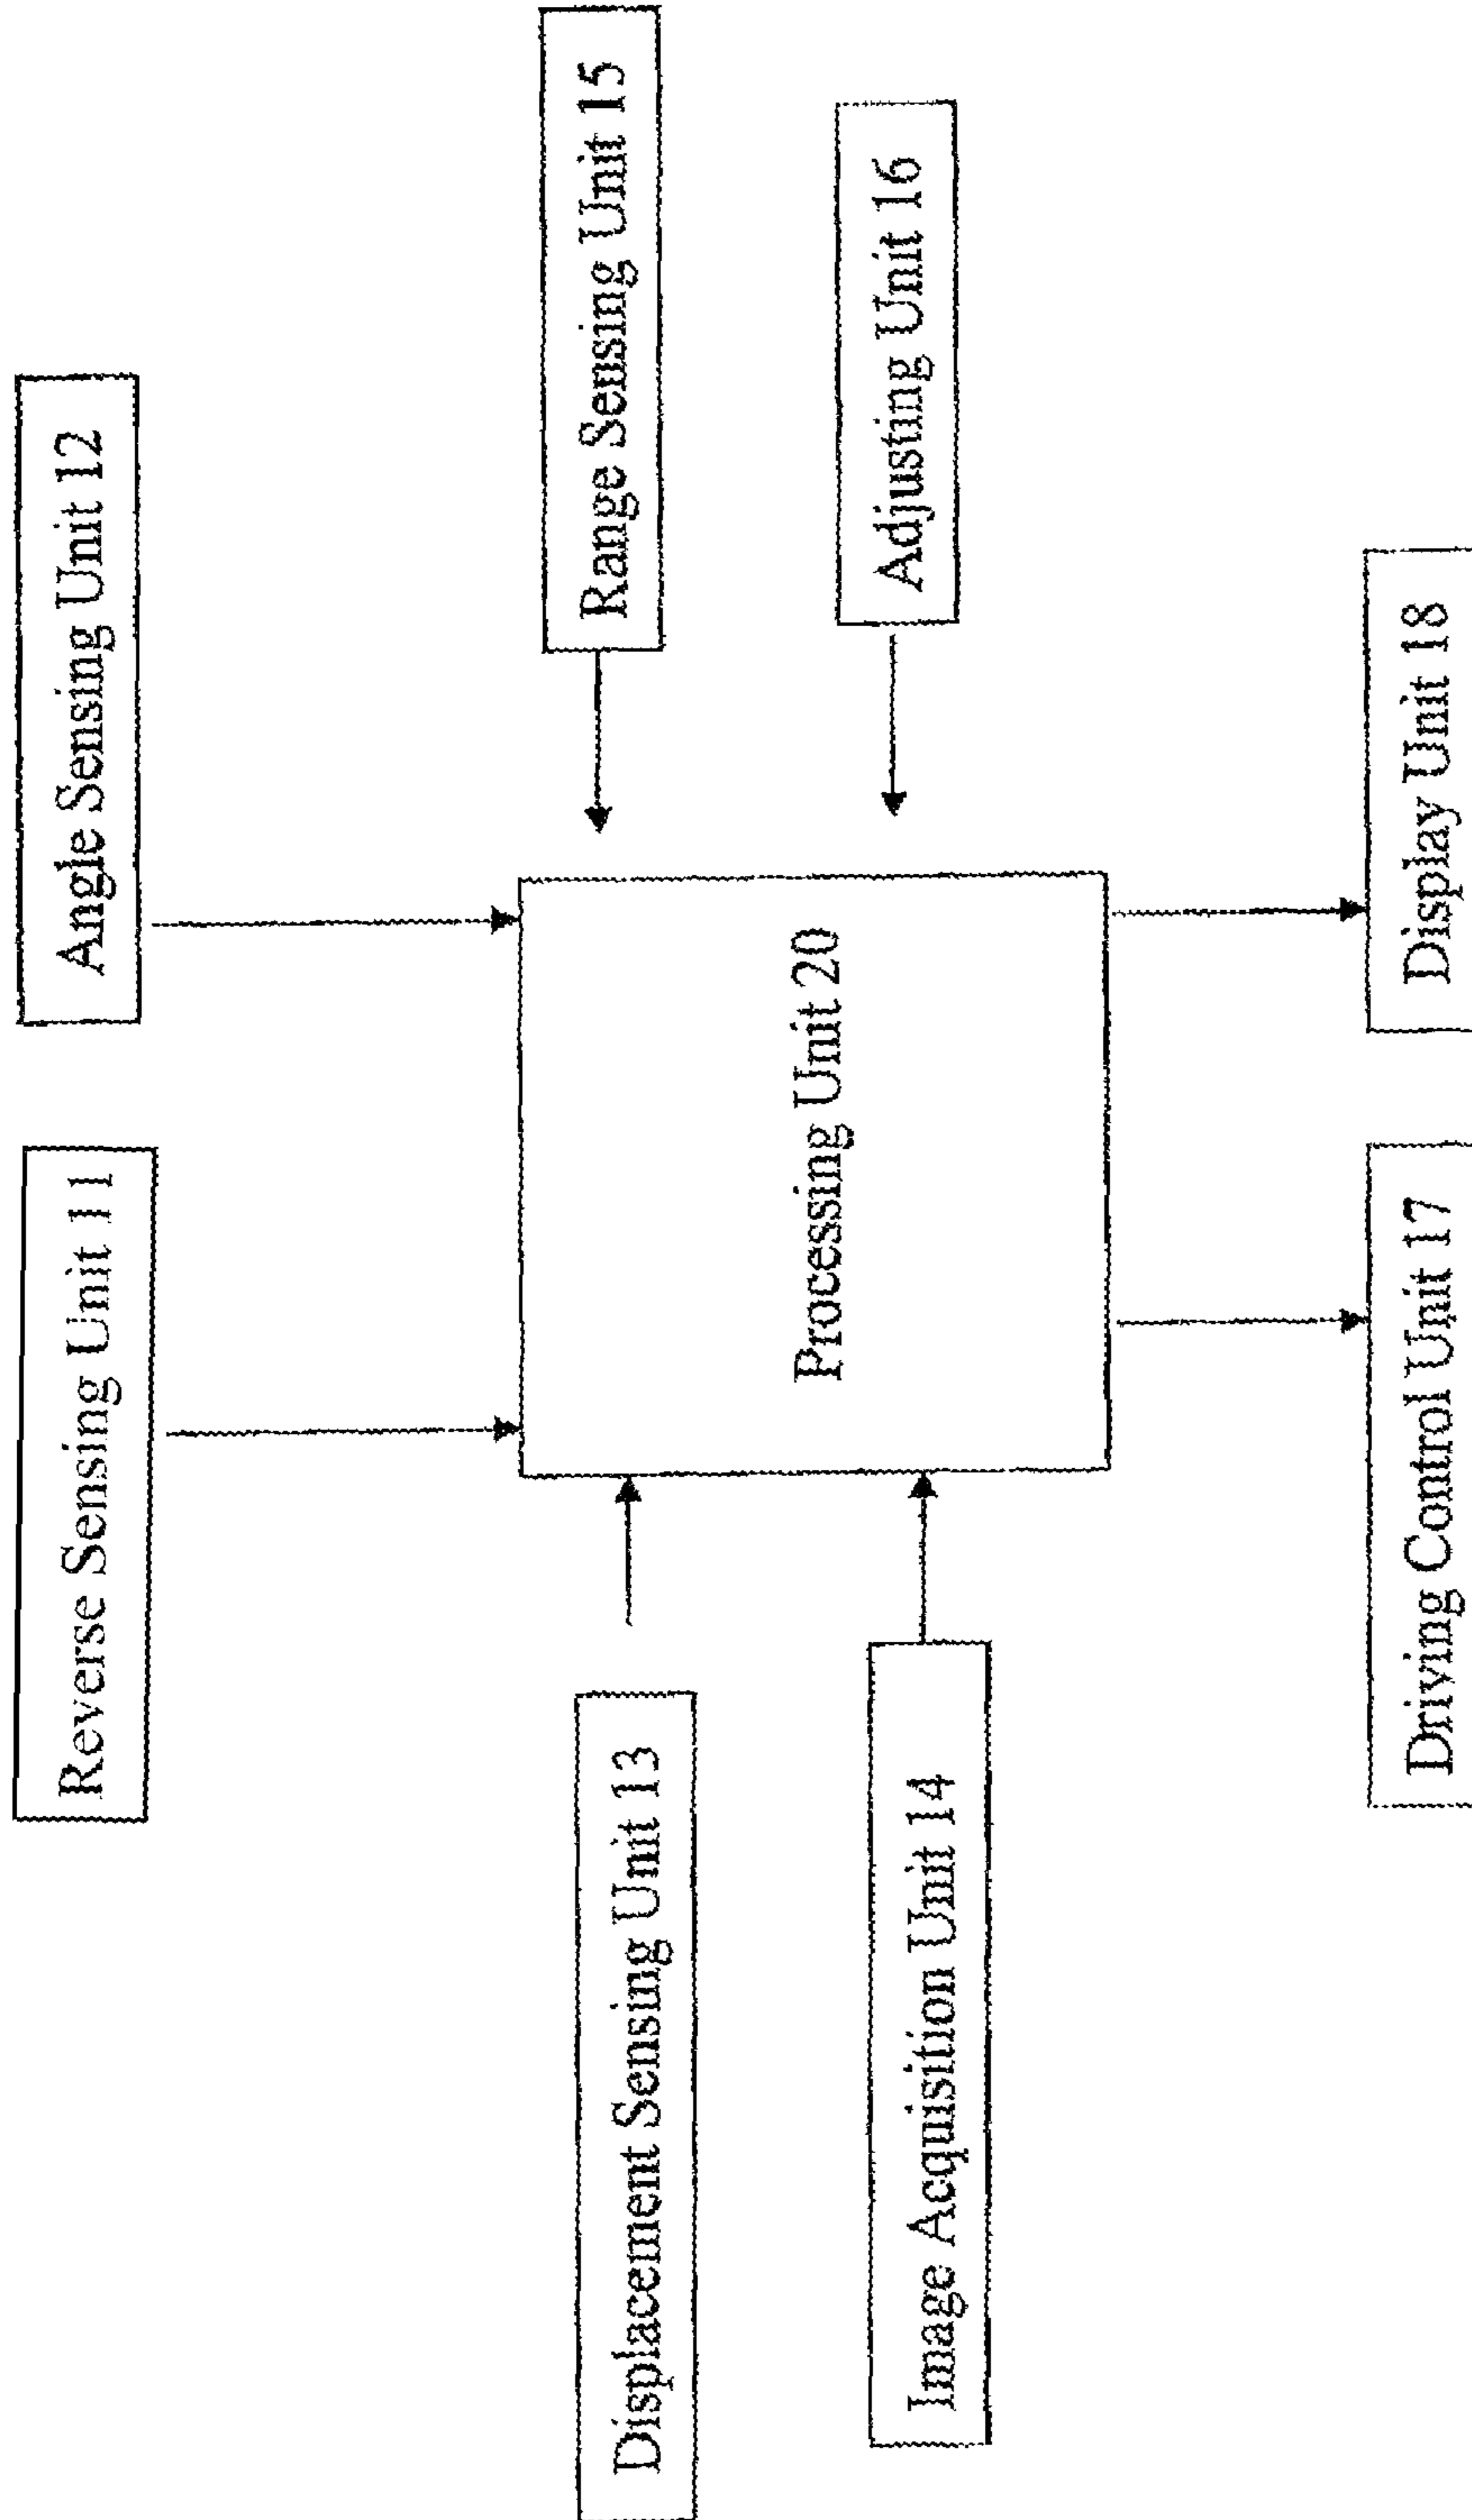 Reverse Sensing Unit 11
Angle Sensing Unit 12
Displacement Sensing Unit 13
Range Sensing Unit 15
Processing Unit 20
Image Acquisition Unit 14
Adjusting Unit 16
Driving Control Unit 17
Display Unit 18